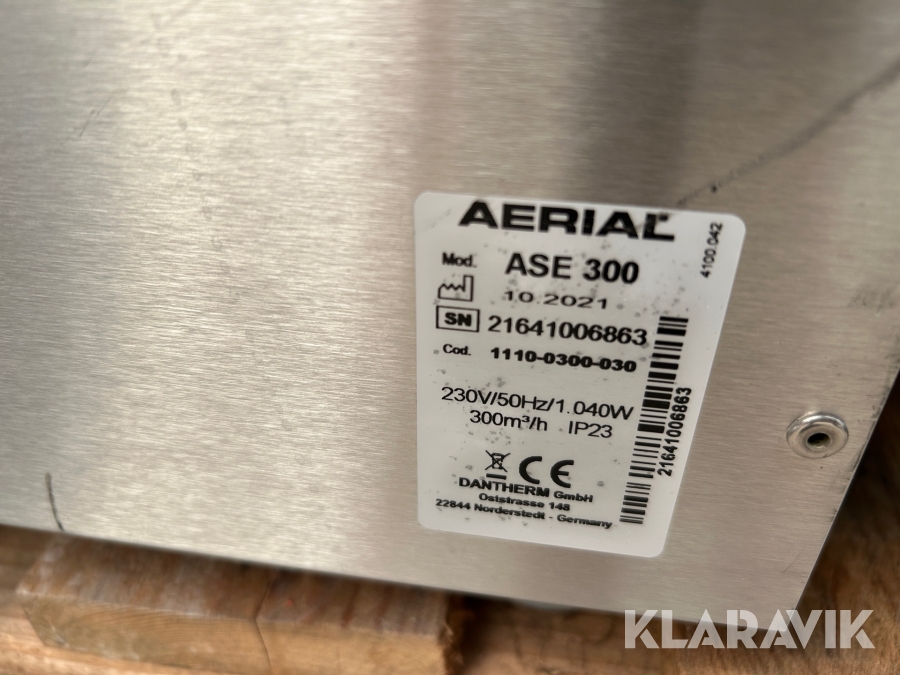 AERIAL
4100.042
Mod. ASE 300
10.2021
SN 21641006863
Cod. 1110-0300-030
230V/50Hz/1.040W
300m³/h IP23
CE
DANTHERM GmbH
Oststrasse 148
22844 Norderstedt - Germany
21641006863
KLARAVIK